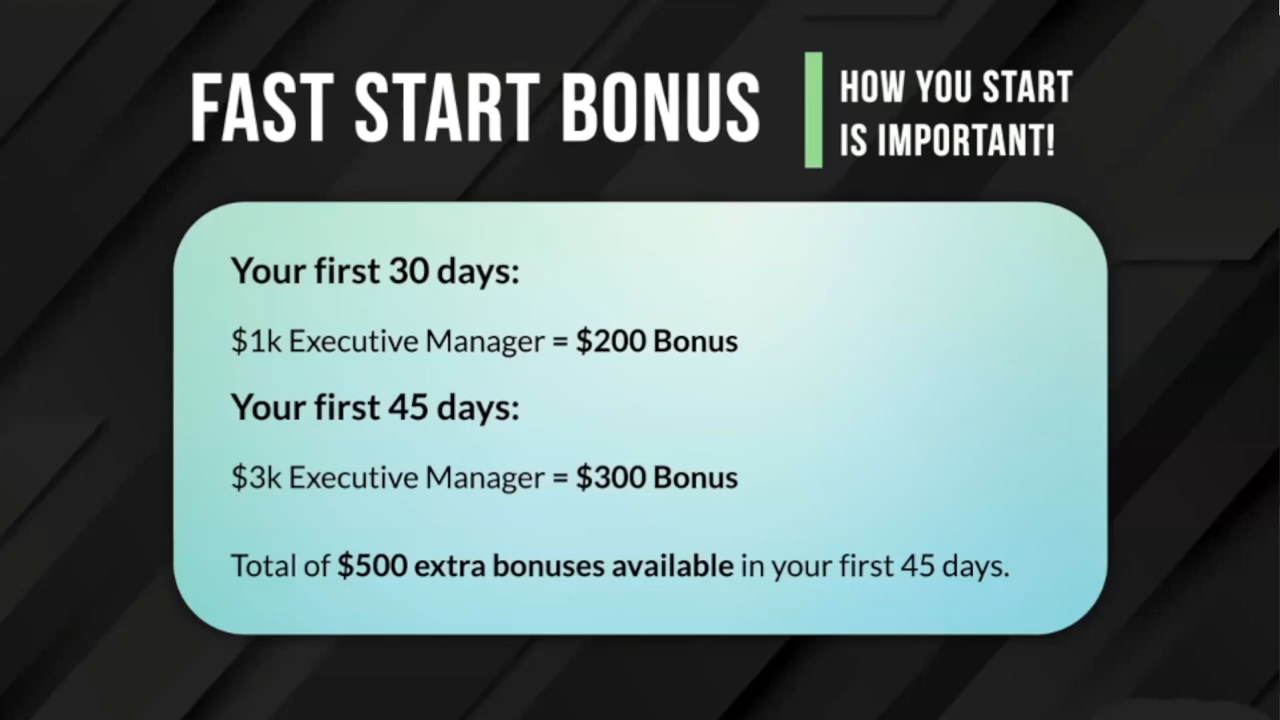 FAST START BONUS
HOW YOU START
IS IMPORTANT!
Your first 30 days:
$1k Executive Manager = $200 Bonus
Your first 45 days:
$3k Executive Manager = $300 Bonus
Total of $500 extra bonuses available in your first 45 days.